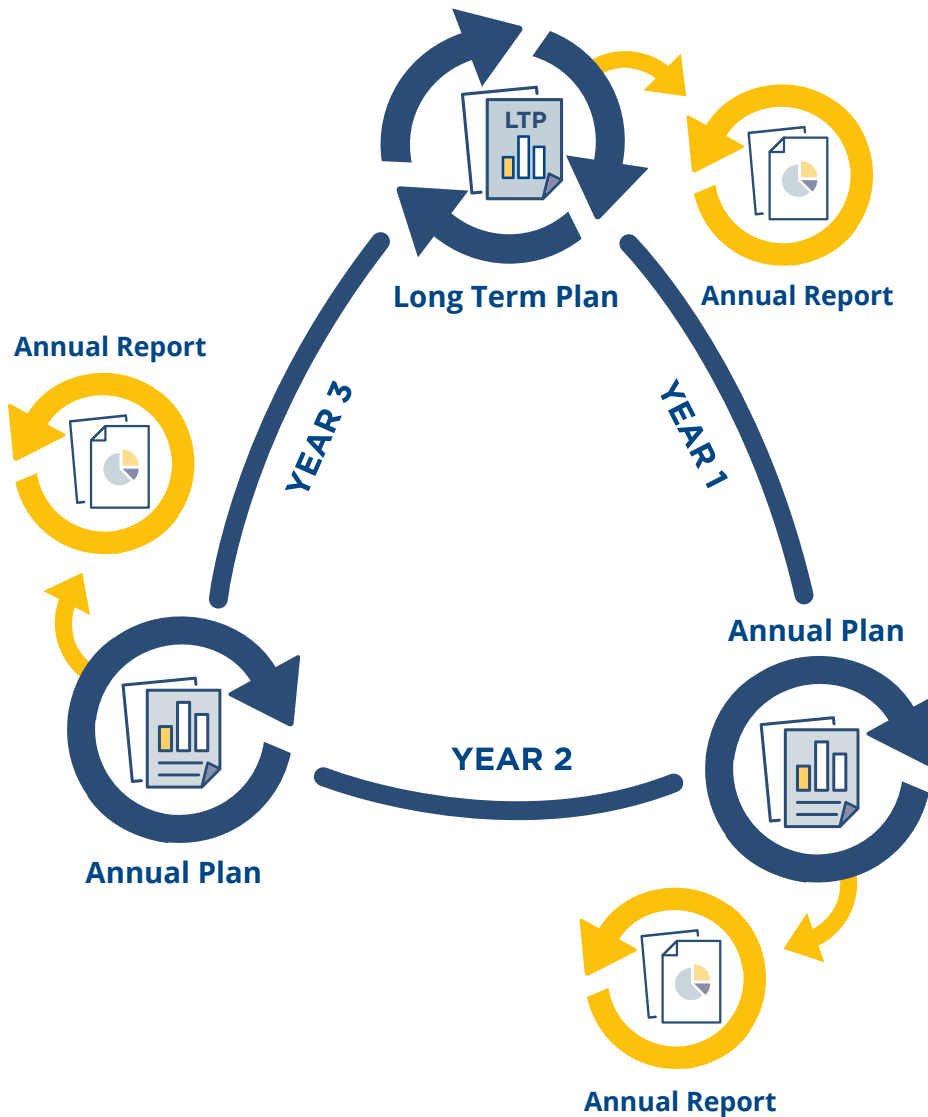 LTP
Long Term Plan
Annual Report
Annual Report
YEAR 3
YEAR 1
Annual Plan
YEAR 2
Annual Plan
Annual Report